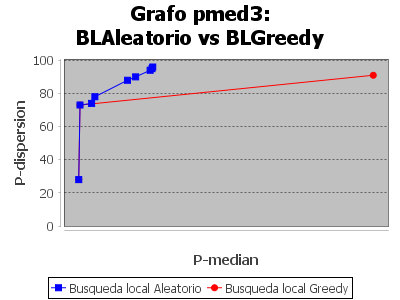 Grafo pmed3:
BLAleatorio vs BLGreedy
100
80
60
40
20
0
P-dispersion
P-median
Busqueda local Aleatorio Busqueda local Greedy